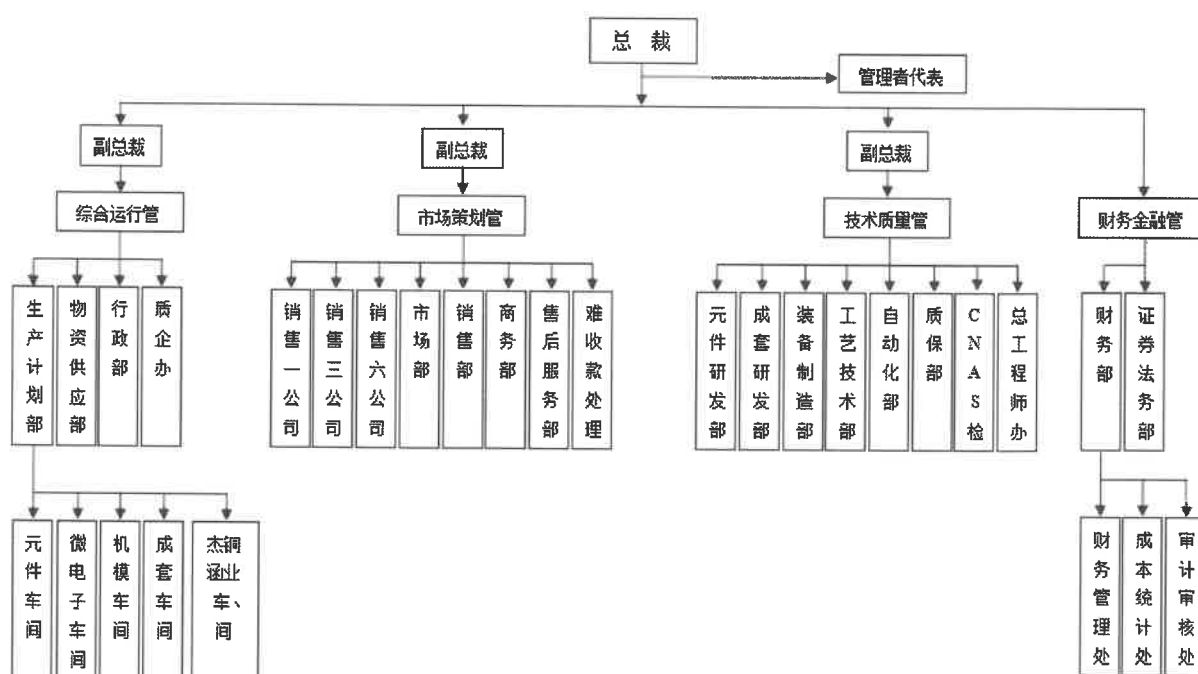 总 裁
管理者代表
副总裁
副总裁
副总裁
综合运行管
市场策划管
技术质量管
财务金融管
生产计划部
物资供应部
行政部
质企办
销售一公司
销售三公司
销售六公司
市场部
销售部
商务部
售后服务部
难收款处理
元件研发部
成套研发部
装备制造部
工艺技术部
自动化部
质保部
CNAS检
总工程师办
财务部
证券法务部
元件车间
微电子车间
机模车间
成套车间
杰铜
业
车、
间
财务管理处
成本统计处
审计审核处